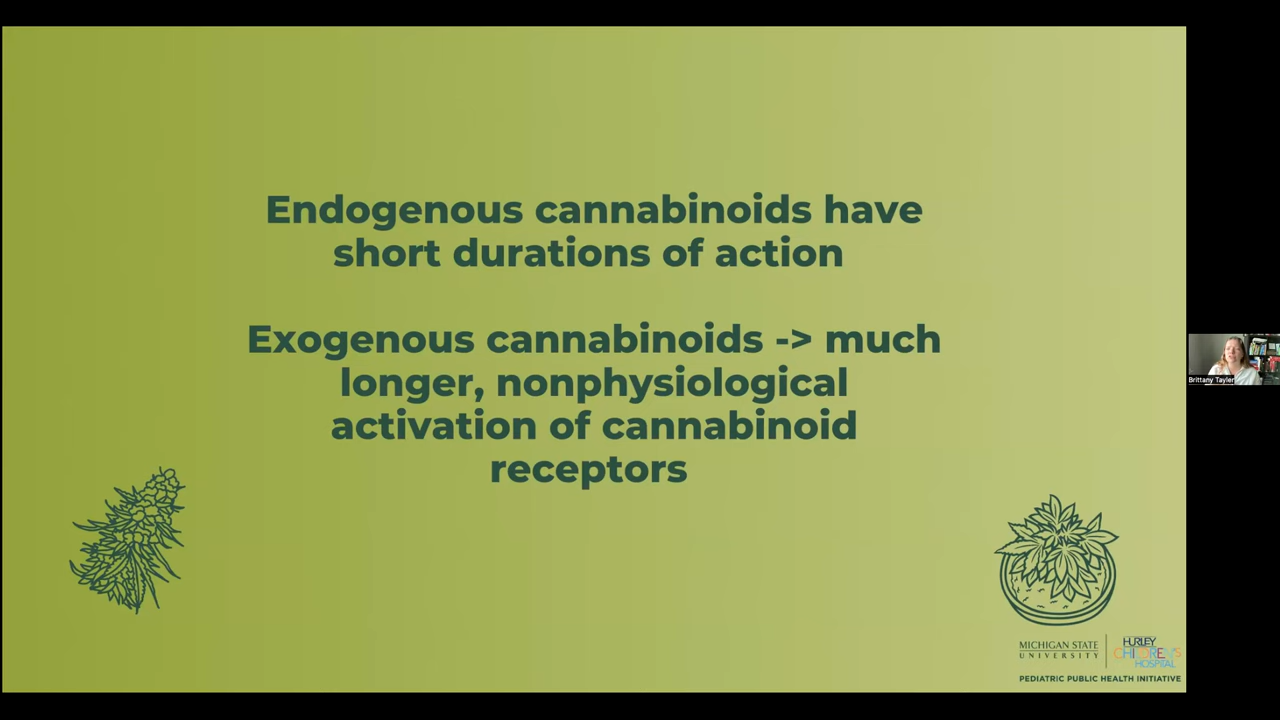 Endogenous cannabinoids have
short durations of action
Exogenous cannabinoids -> much
longer, nonphysiological
activation of cannabinoid
receptors
Brittany Tayler
MICHIGAN STATE
UNIVERSITY
HURLEY
CHILDREN'S
HOSPITAL
PEDIATRIC PUBLIC HEALTH INITIATIVE